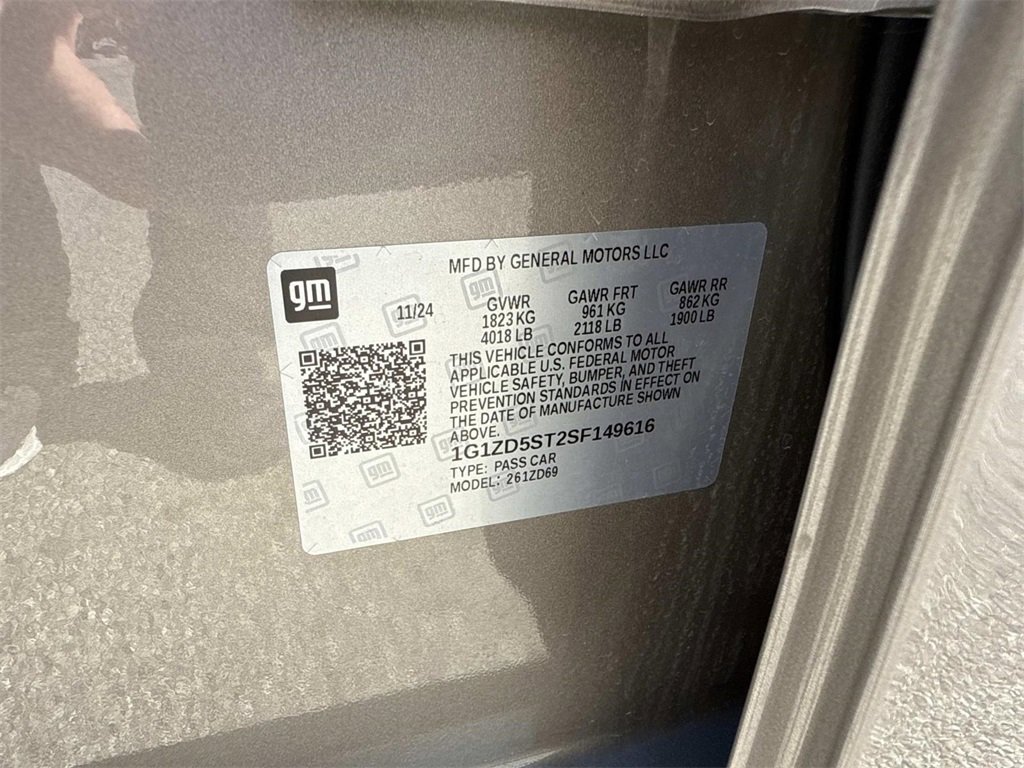 MFD BY GENERAL MOTORS LLC
gm
11/24
GVWR
1823 KG
4018 LB
GAWR FRT
961 KG
2118 LB
GAWR RR
862 KG
1900 LB
THIS VEHICLE CONFORMS TO ALL
APPLICABLE U.S. FEDERAL MOTOR
VEHICLE SAFETY, BUMPER, AND THEFT
PREVENTION STANDARDS IN EFFECT ON
THE DATE OF MANUFACTURE SHOWN
ABOVE.
1G1ZD5ST2SF149616
TYPE: PASS CAR
MODEL: 261ZD69